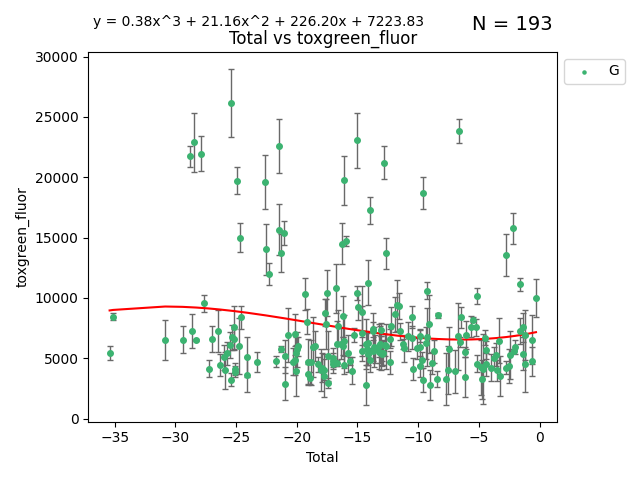 y = 0.38x^3 + 21.16x^2 + 226.20x + 7223.83
N = 193
Total vs toxgreen_fluor
G
30000
25000
20000
15000
10000
5000
0
toxgreen_fluor
−35 −30 −25 −20 −15 −10 −5 0
Total